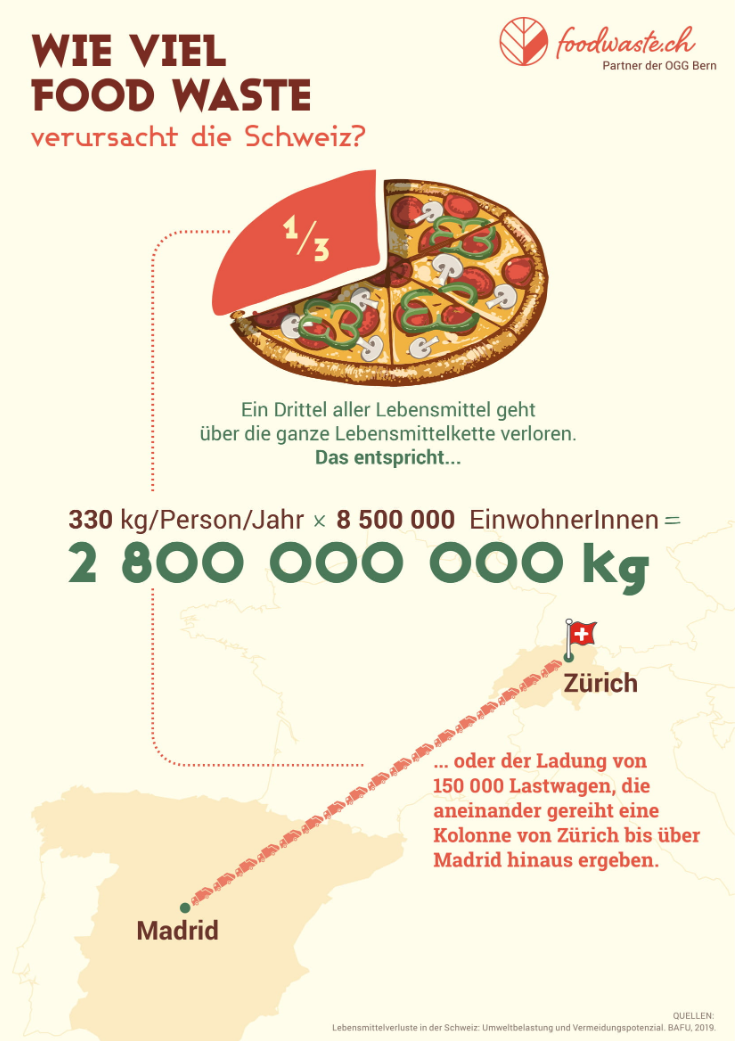 WIE VIEL
FOOD WASTE
verursacht die Schweiz?
foodwaste.ch
Partner der OGG Bern
1/3
Ein Drittel aller Lebensmittel geht
über die ganze Lebensmittelkette verloren.
Das entspricht...
330 kg/Person/Jahr × 8 500 000 EinwohnerInnen =
2 800 000 000 kg
Zürich
... oder der Ladung von
150 000 Lastwagen, die
aneinander gereiht eine
Kolonne von Zürich bis über
Madrid hinaus ergeben.
Madrid
QUELLEN:
Lebensmittelverluste in der Schweiz: Umweltbelastung und Vermeidungspotenzial. BAFU, 2019.